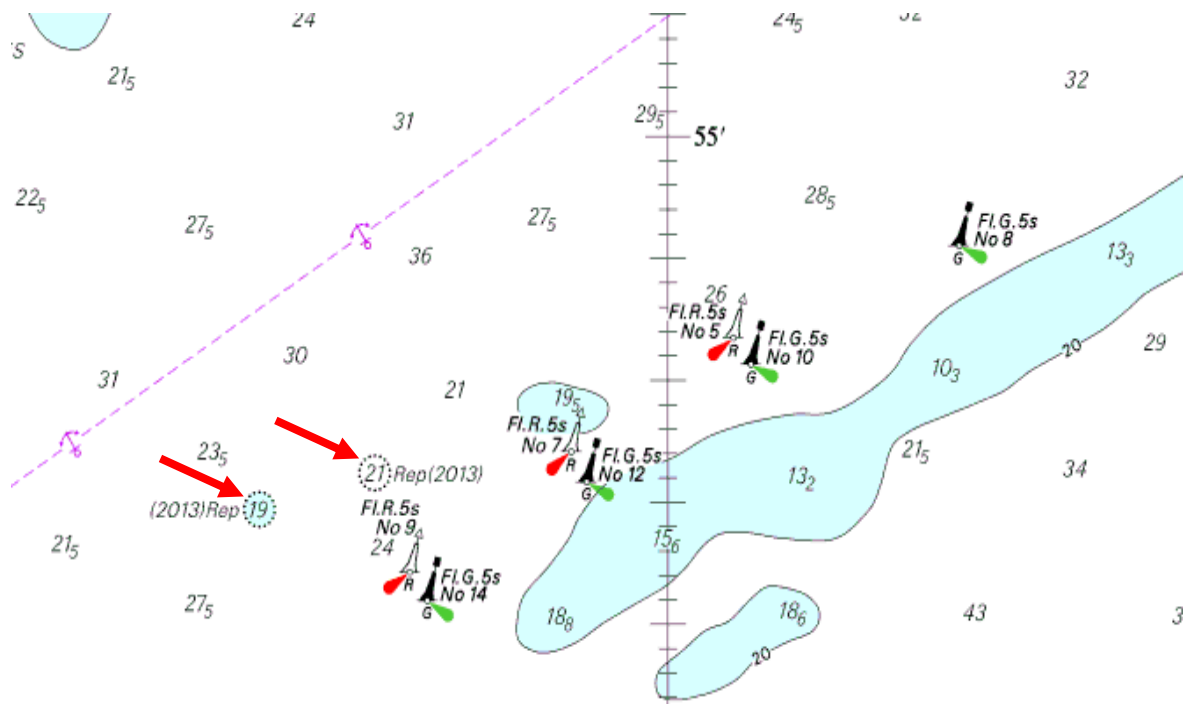 24
24₅
'S
21₅
32
31
29₅
55'
22₅
27₅
27₅
28₅
Fl.G.5s
No 8
36
13₃
26
Fl.R.5s
No 5
R
Fl.G.5s
No 10
G
G
20
29
30
31
21
10₃
19₅
Fl.R.5s
No 7
R
Fl.G.5s
No 12
G
23₅
21 Rep(2013)
13₂
21₅
34
(2013)Rep 19
Fl.R.5s
No 9
R
24
21₅
15₆
Fl.G.5s
No 14
G
27₅
18₈
18₆
43
20
3